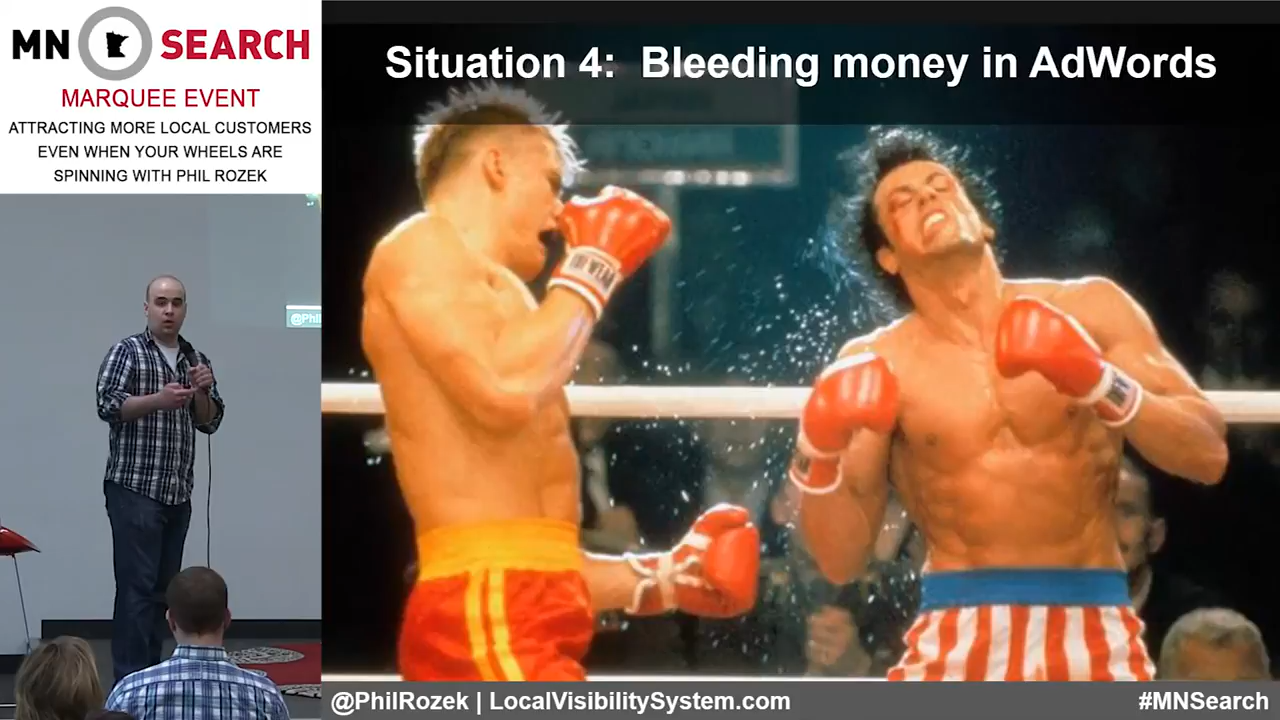 MN SEARCH
MARQUEE EVENT
ATTRACTING MORE LOCAL CUSTOMERS
EVEN WHEN YOUR WHEELS ARE
SPINNING WITH PHIL ROZEK
@Phil
Situation 4:  Bleeding money in AdWords
@PhilRozek | LocalVisibilitySystem.com
#MNSearch